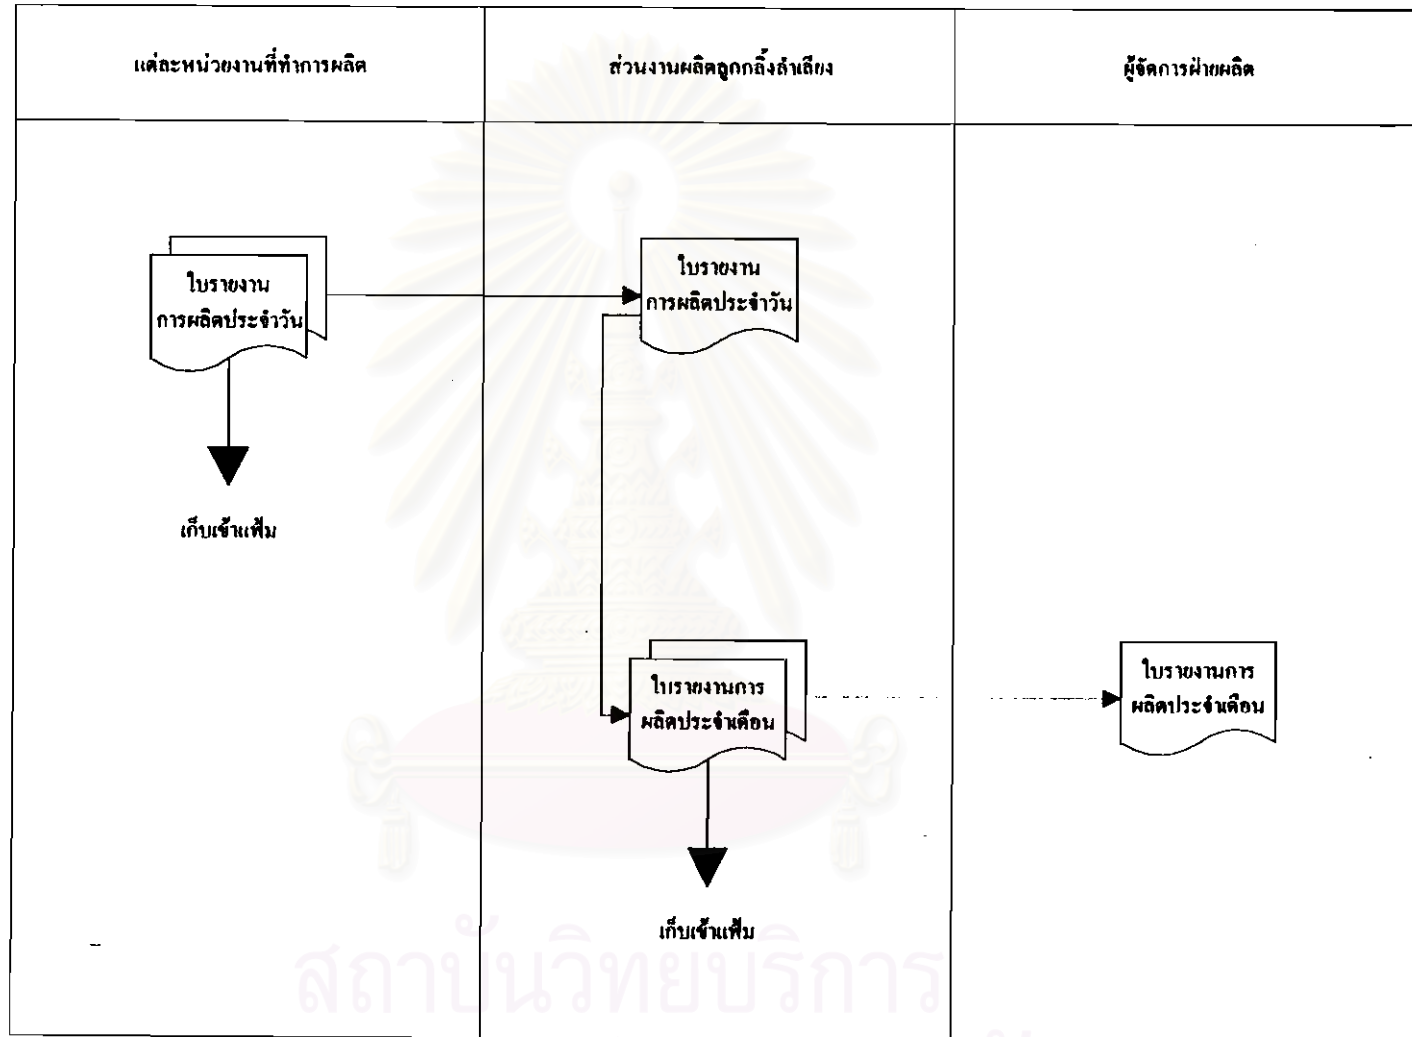 แต่ละหน่วยงานที่ทำการผลิต
ส่วนงานผลิตลูกกลิ้งลำเลียง
ผู้จัดการฝ่ายผลิต
ใบรายงาน
การผลิตประจำวัน
ใบรายงาน
การผลิตประจำวัน
เก็บเข้าแฟ้ม
ใบรายงานการ
ผลิตประจำเดือน
ใบรายงานการ
ผลิตประจำเดือน
เก็บเข้าแฟ้ม
สถาบันวิทยบริการ